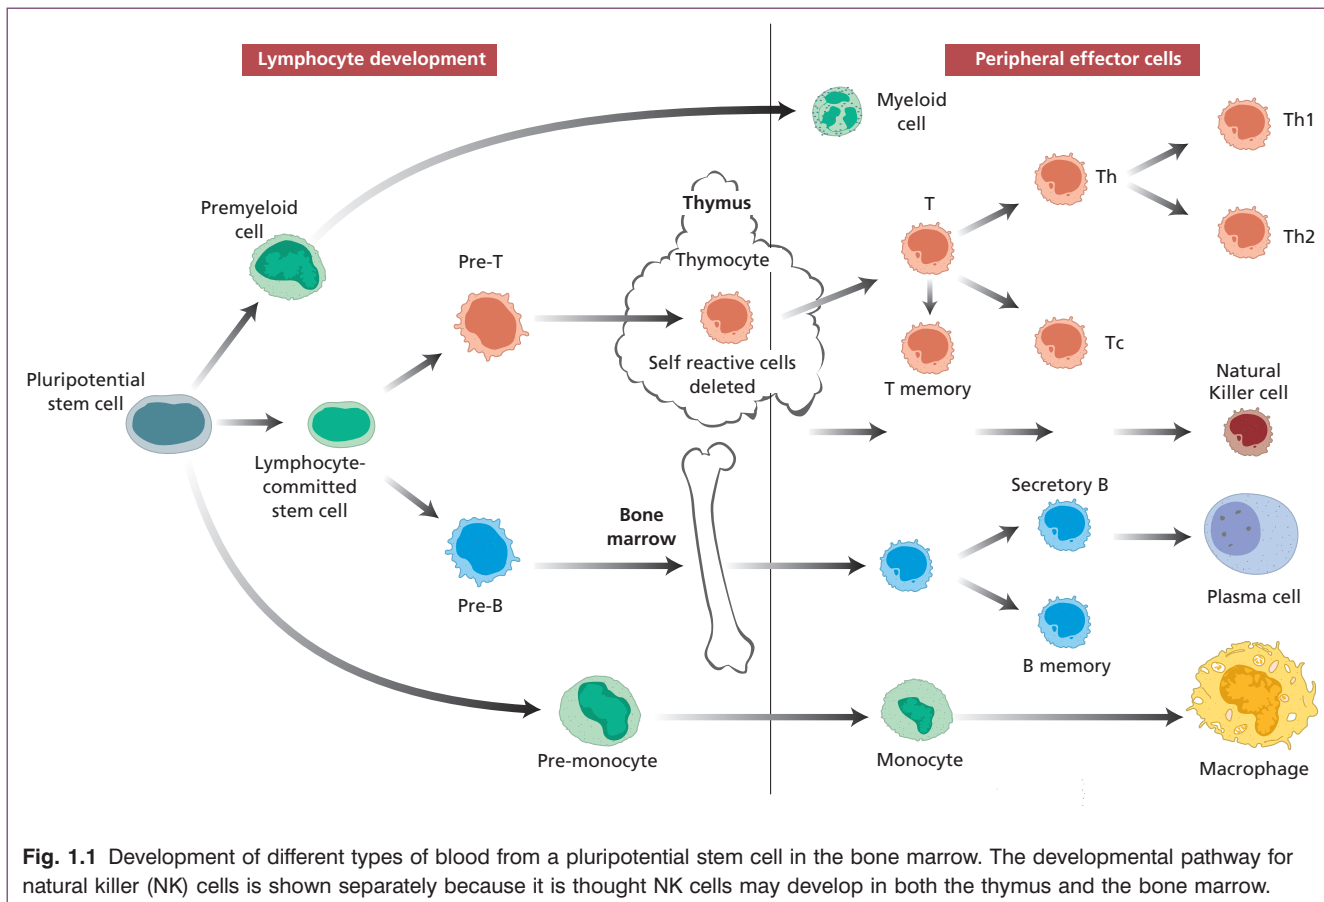 Lymphocyte development
Peripheral effector cells
Myeloid
cell
Th1
Premyeloid
cell
Thymus
T
Th
Th2
Pre-T
Thymocyte
Self reactive cells
deleted
T memory
Tc
Pluripotential
stem cell
Natural
Killer cell
Lymphocyte-
committed
stem cell
Bone
marrow
Secretory B
Pre-B
Plasma cell
B memory
Pre-monocyte
Monocyte
Macrophage
Fig. 1.1 Development of different types of blood from a pluripotential stem cell in the bone marrow. The developmental pathway for
natural killer (NK) cells is shown separately because it is thought NK cells may develop in both the thymus and the bone marrow.